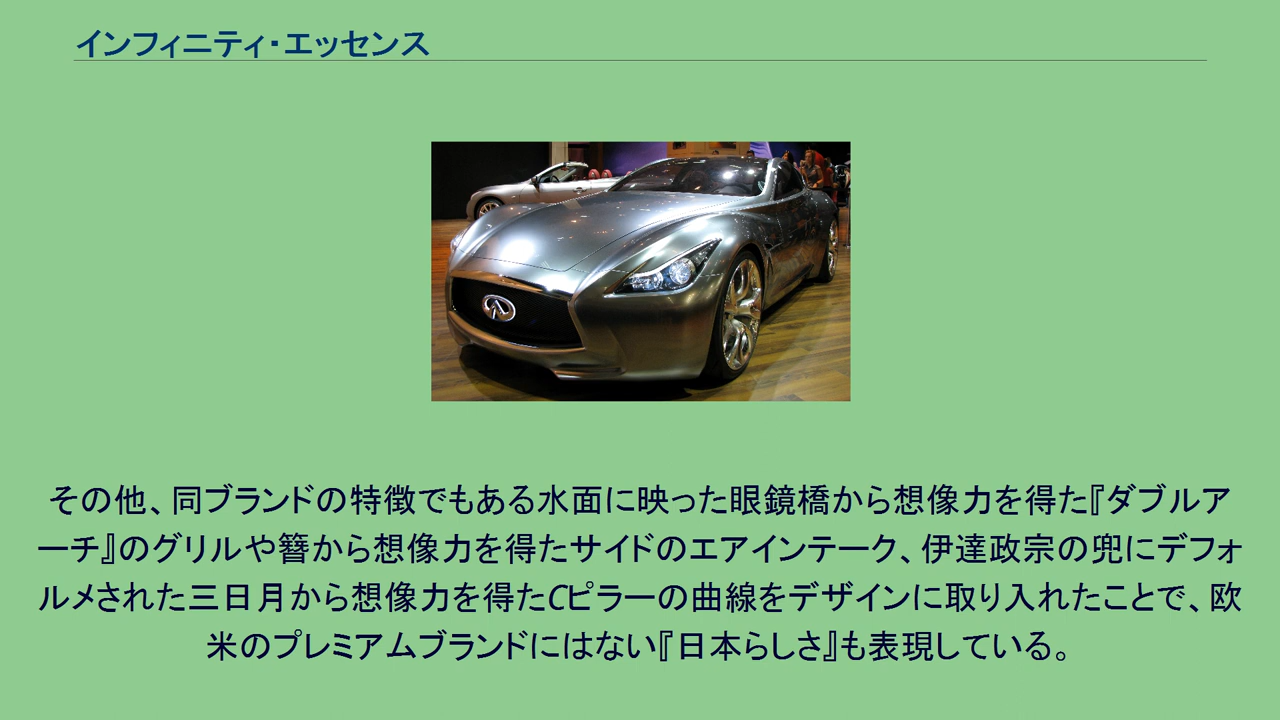 インフィニティ・エッセンス
その他、同ブランドの特徴でもある水面に映った眼鏡橋から想像力を得た『ダブルア
ーチ』のグリルや簪から想像力を得たサイドのエアインテーク、伊達政宗の兜にデフォ
ルメされた三日月から想像力を得たCピラーの曲線をデザインに取り入れたことで、欧
米のプレミアムブランドにはない『日本らしさ』も表現している。